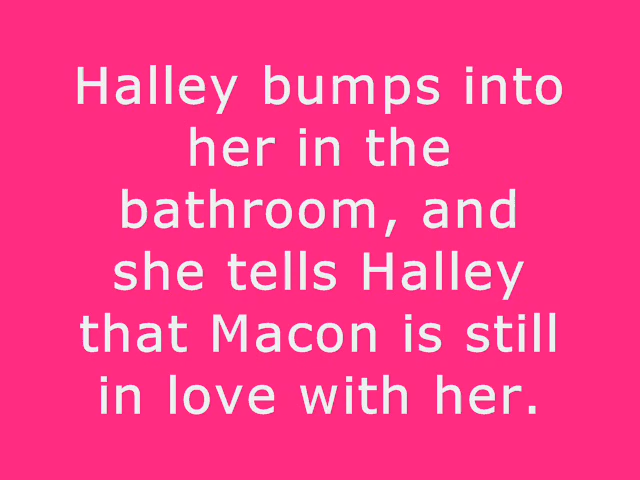 Halley bumps into
her in the
bathroom, and
she tells Halley
that Macon is still
in love with her.